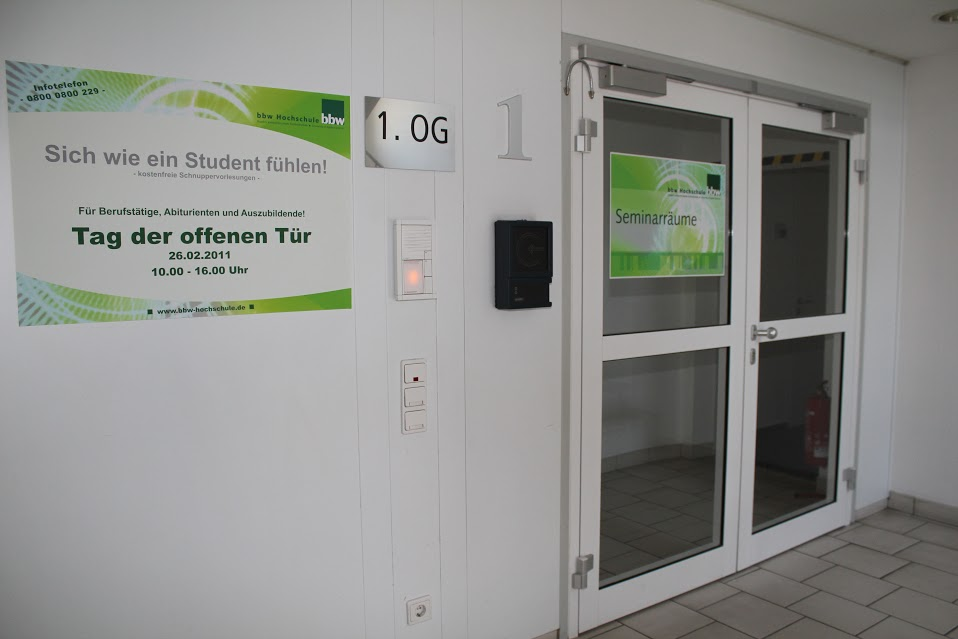 Infotelefon
- 0800 0800 229 -
bbw Hochschule
bbw
Sich wie ein Student fühlen!
- kostenfreie Schnuppervorlesungen -
Für Berufstätige, Abiturienten und Auszubildende!
Tag der offenen Tür
26.02.2011
10.00 - 16.00 Uhr
www.bbw-hochschule.de
1. OG
1
bbw Hochschule
bbw
Seminarräume